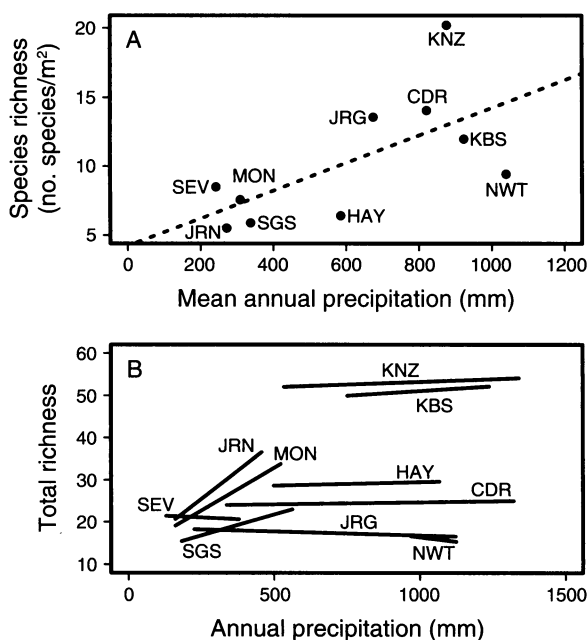 A
Species richness
(no. species/m²)
20
15
10
5
KNZ
CDR
JRG
KBS
NWT
SEV
MON
HAY
SGS
JRN
0 200 400 600 800 1000 1200
Mean annual precipitation (mm)
B
Total richness
60
50
40
30
20
10
KNZ
KBS
JRN
MON
HAY
CDR
SEV
JRG
SGS
NWT
0 500 1000 1500
Annual precipitation (mm)